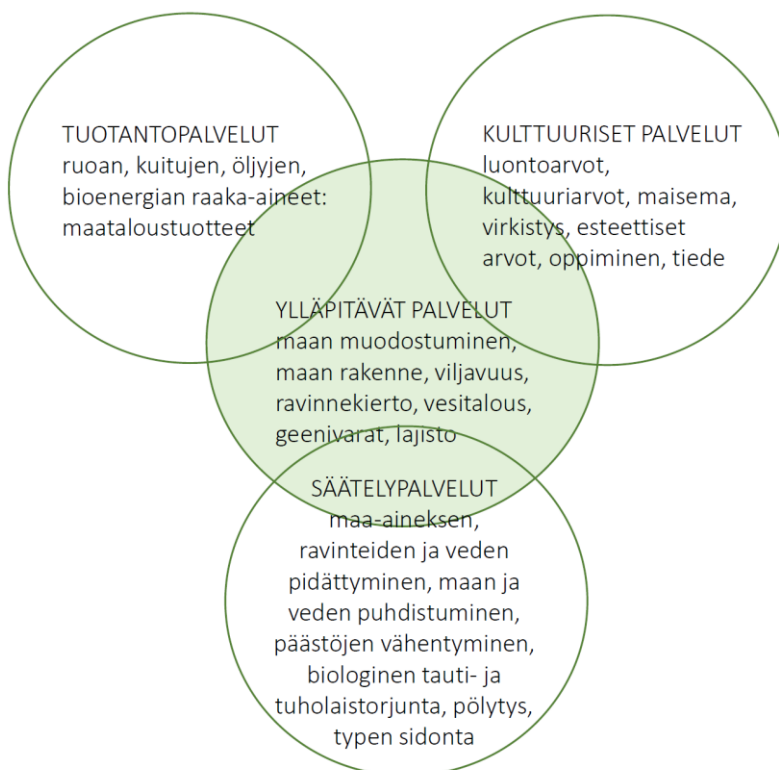 TUOTANTOPALVELUT
ruoan, kuitujen, öljyjen,
bioenergian raaka-aineet:
maataloustuotteet
KULTTUURISET PALVELUT
luontoarvot,
kulttuuriarvot, maisema,
virkistys, esteettiset
arvot, oppiminen, tiede
YLLÄPITÄVÄT PALVELUT
maan muodostuminen,
maan rakenne, viljavuus,
ravinnekierto, vesitalous,
geenivarat, lajisto
SÄÄTELYPALVELUT
maa-aineksen,
ravinteiden ja veden
pidättyminen, maan ja
veden puhdistuminen,
päästöjen vähentyminen,
biologinen tauti- ja
tuholaistorjunta, pölytys,
typen sidonta